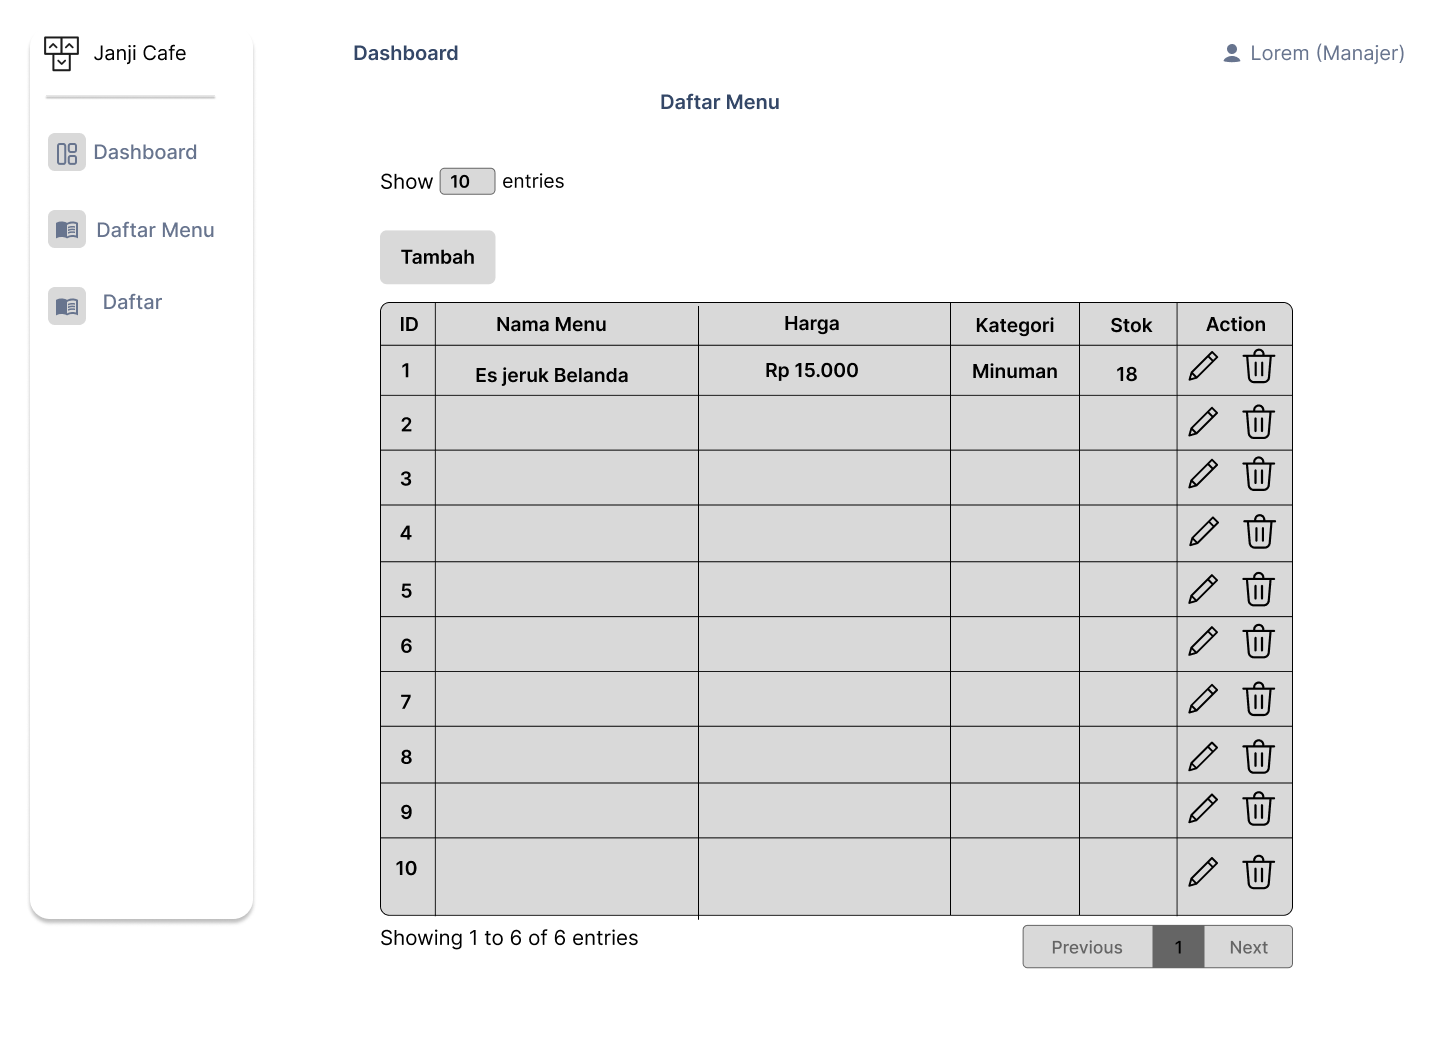 Janji Cafe
Dashboard
Lorem (Manajer)
Daftar Menu
Dashboard
Daftar Menu
Daftar
Show 10 entries
Tambah
ID Nama Menu Harga Kategori Stok Action
1 Es jeruk Belanda Rp 15.000 Minuman 18
2
3
4
5
6
7
8
9
10
Showing 1 to 6 of 6 entries
Previous 1 Next